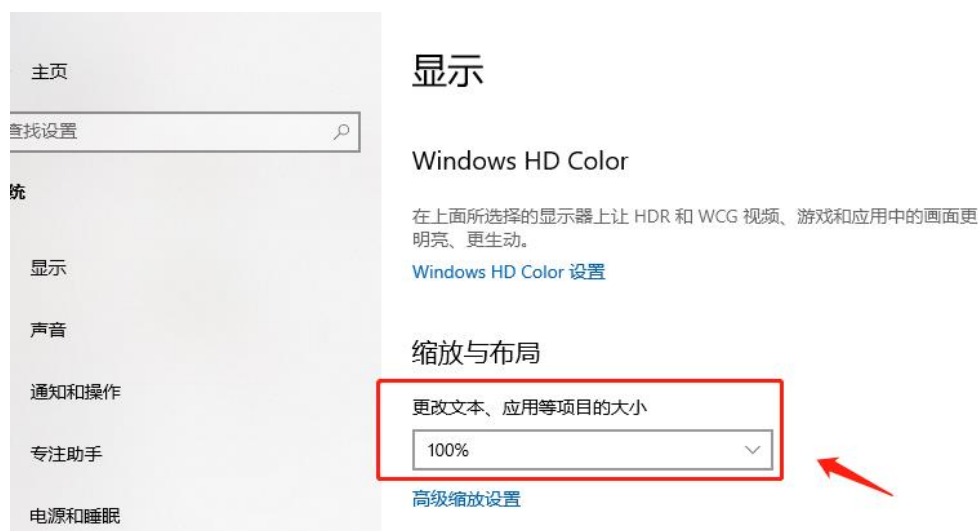 主页
查找设置
统
显示
声音
通知和操作
专注助手
电源和睡眠
显示
Windows HD Color
在上面所选择的显示器上让 HDR 和 WCG 视频、游戏和应用中的画面更
明亮、更生动。
Windows HD Color 设置
缩放与布局
更改文本、应用等项目的大小
100%
高级缩放设置